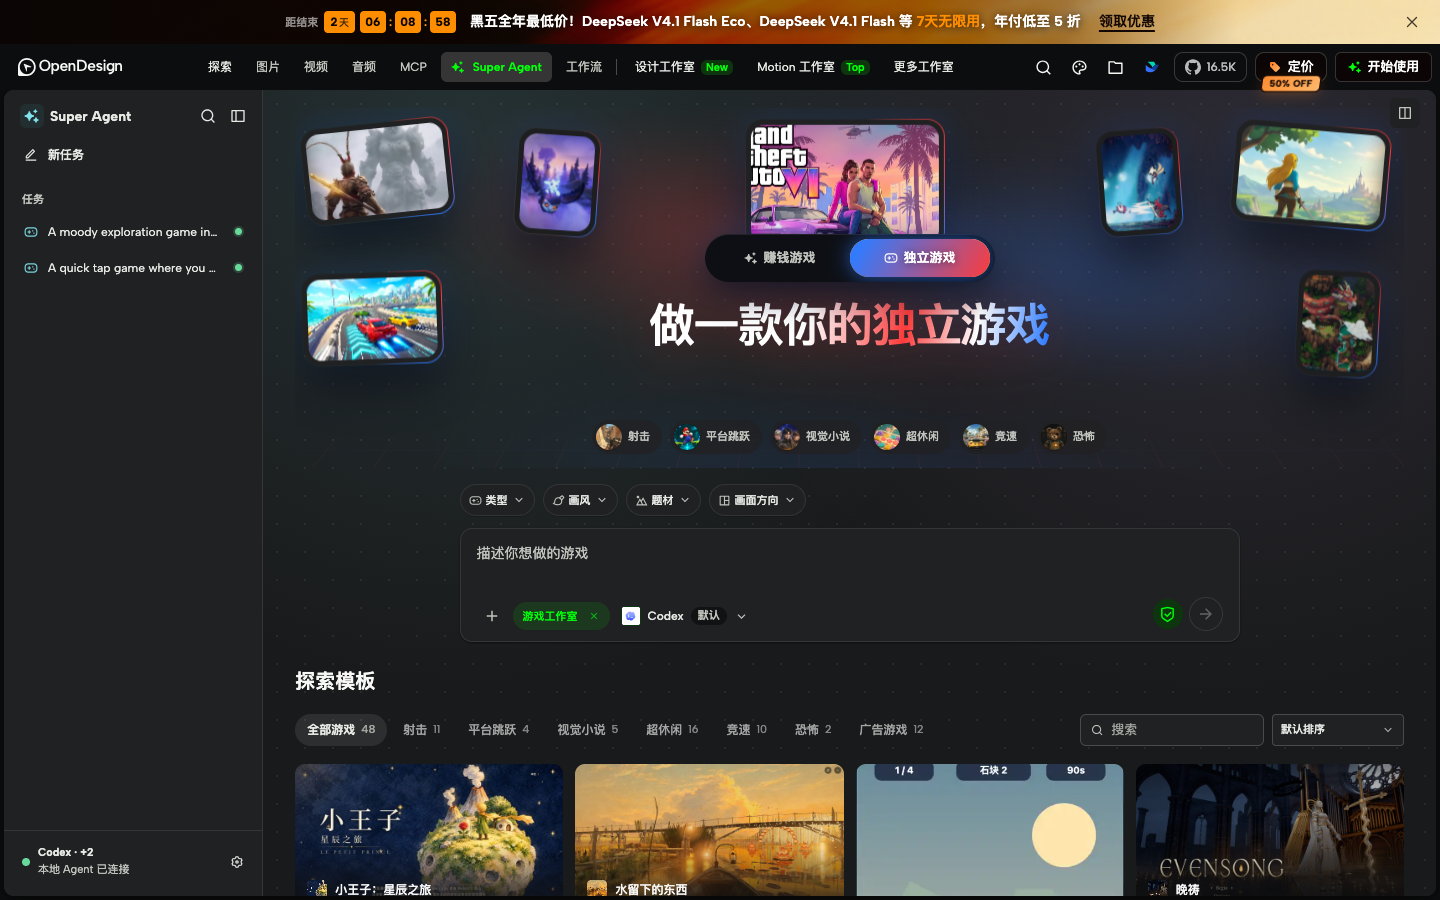 距结束 2天 06 : 08 : 58 黑五全年最低价！DeepSeek V4.1 Flash Eco、DeepSeek V4.1 Flash 等 7天无限用，年付低至 5 折 领取优惠
OpenDesign 探索 图片 视频 音频 MCP Super Agent 工作流 设计工作室 New Motion 工作室 Top 更多工作室 16.5K 定价 开始使用
50% OFF
Super Agent
新任务
任务
A moody exploration game in…
A quick tap game where you …
Codex · +2
本地 Agent 已连接
赚钱游戏 独立游戏
做一款你的独立游戏
射击 平台跳跃 视觉小说 超休闲 竞速 恐怖
类型 画风 题材 画面方向
描述你想做的游戏
游戏工作室 × Codex 默认
探索模板
全部游戏 48 射击 11 平台跳跃 4 视觉小说 5 超休闲 16 竞速 10 恐怖 2 广告游戏 12 搜索 默认排序
小王子
星辰之旅
LE PETIT PRINCE
小王子：星辰之旅
水留下的东西
1 / 4 石块 2 90s
EVENSONG
晚祷